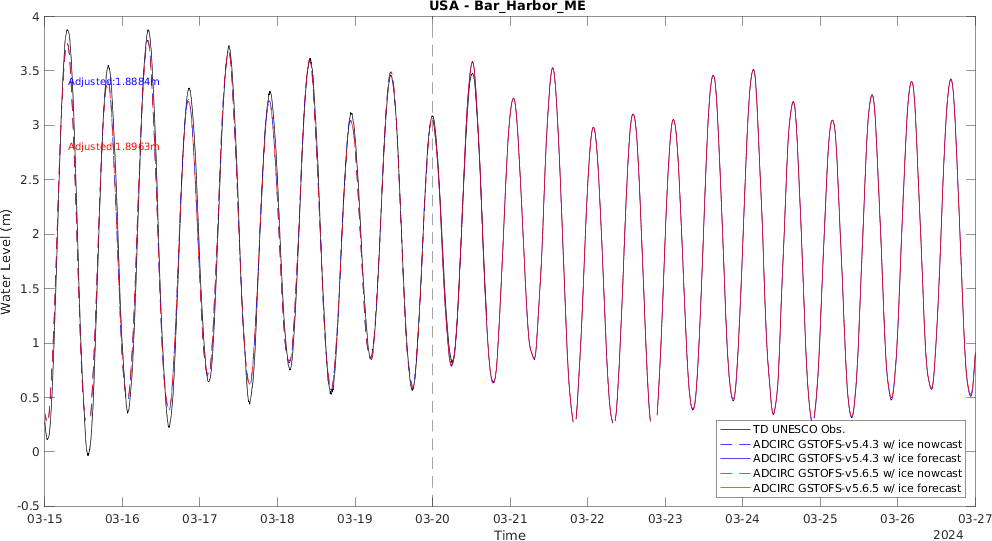 USA - Bar_Harbor_ME
4
3.5
3
2.5
2
1.5
1
0.5
0
-0.5
Water Level (m)
Adjusted:1.8884m
Adjusted:1.8963m
TD UNESCO Obs.
ADCIRC GSTOFS-v5.4.3 w/ ice nowcast
ADCIRC GSTOFS-v5.4.3 w/ ice forecast
ADCIRC GSTOFS-v5.6.5 w/ ice nowcast
ADCIRC GSTOFS-v5.6.5 w/ ice forecast
03-15 03-16 03-17 03-18 03-19 03-20 03-21 03-22 03-23 03-24 03-25 03-26 03-27
Time
2024